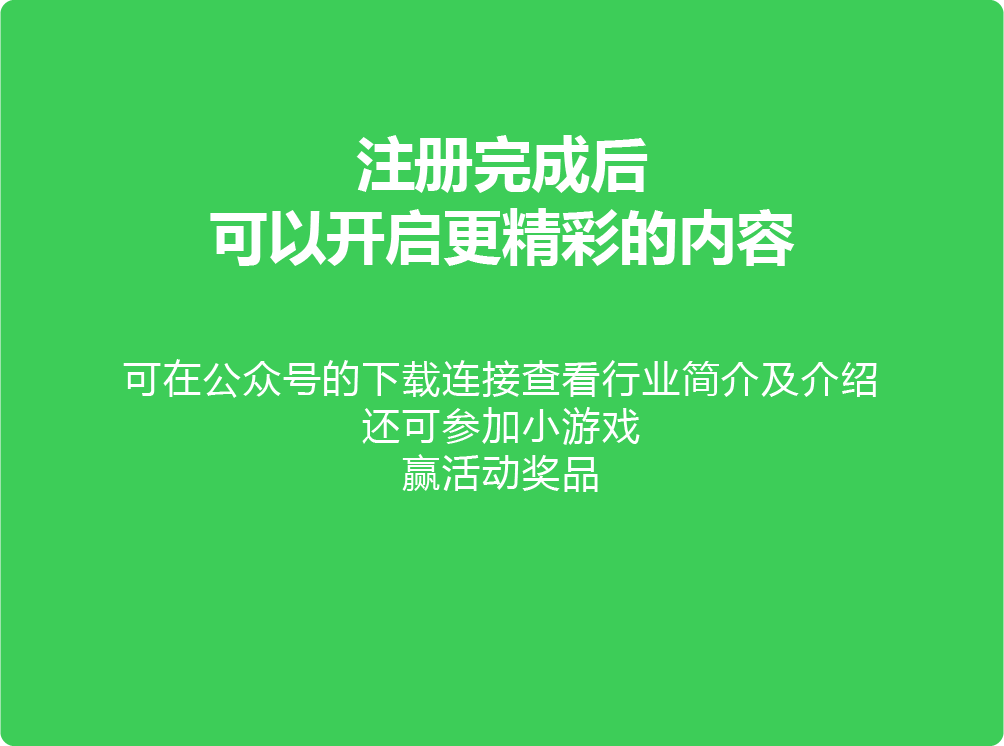 注册完成后
可以开启更精彩的内容
可在公众号的下载连接查看行业简介及介绍
还可参加小游戏
赢活动奖品